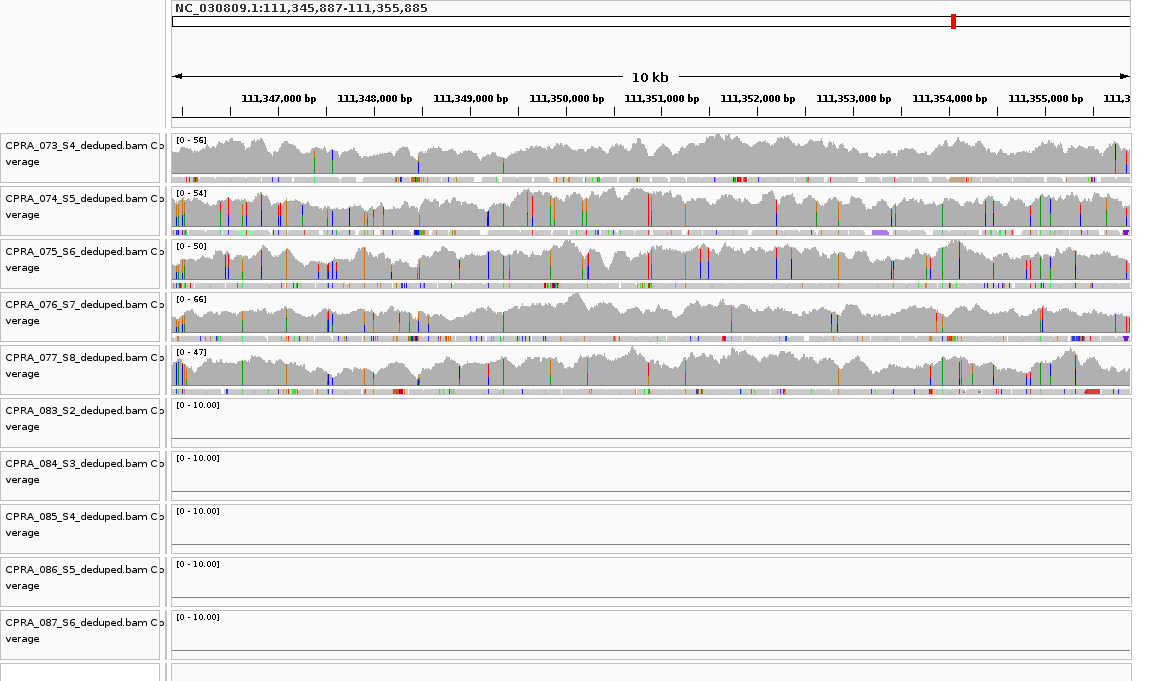 NC_030809.1:111,345,887-111,355,885
10 kb
111,347,000 bp 111,348,000 bp 111,349,000 bp 111,350,000 bp 111,351,000 bp 111,352,000 bp 111,353,000 bp 111,354,000 bp 111,355,000 bp 111,3
CPRA_073_S4_deduped.bam Co
verage
[0 - 56]
CPRA_074_S5_deduped.bam Co
verage
[0 - 54]
CPRA_075_S6_deduped.bam Co
verage
[0 - 50]
CPRA_076_S7_deduped.bam Co
verage
[0 - 66]
CPRA_077_S8_deduped.bam Co
verage
[0 - 47]
CPRA_083_S2_deduped.bam Co
verage
[0 - 10.00]
CPRA_084_S3_deduped.bam Co
verage
[0 - 10.00]
CPRA_085_S4_deduped.bam Co
verage
[0 - 10.00]
CPRA_086_S5_deduped.bam Co
verage
[0 - 10.00]
CPRA_087_S6_deduped.bam Co
verage
[0 - 10.00]